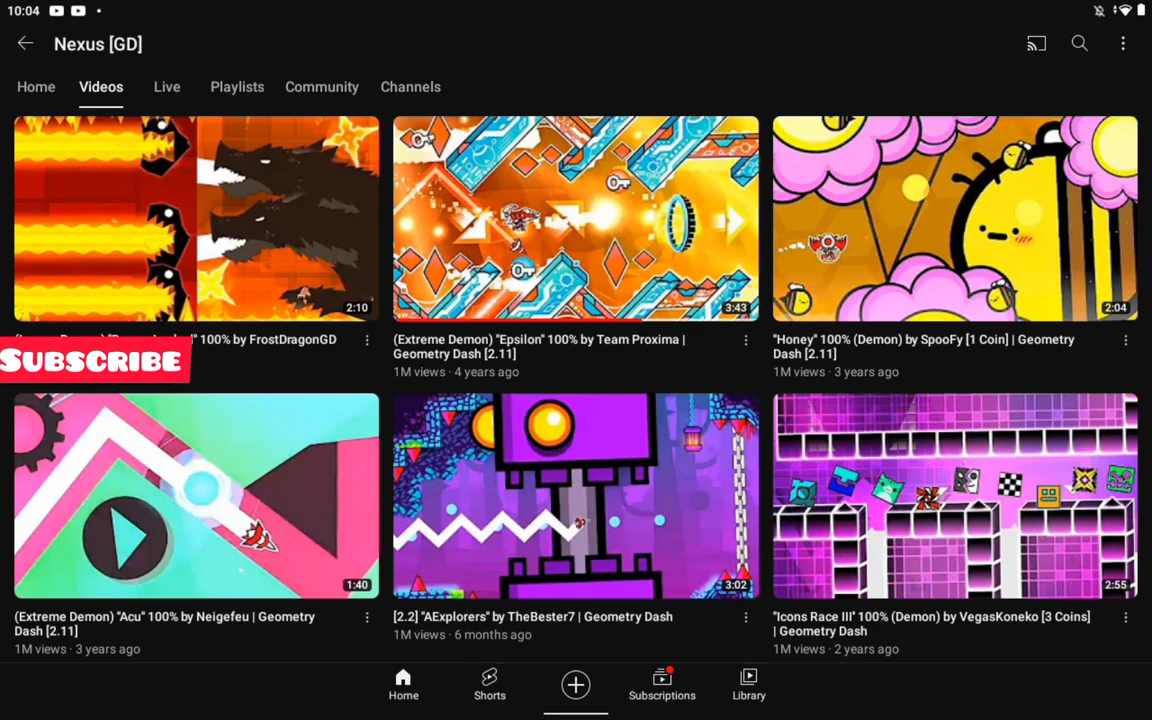 10:04
Nexus [GD]
Home Videos Live Playlists Community Channels
2:10
3:43
2:04
" 100% by FrostDragonGD
(Extreme Demon) "Epsilon" 100% by Team Proxima |
Geometry Dash [2.11]
1M views · 4 years ago
"Honey" 100% (Demon) by SpooFy [1 Coin] | Geometry
Dash [2.11]
1M views · 3 years ago
SUBSCRIBE
1:40
3:02
2:55
(Extreme Demon) "Acu" 100% by Neigefeu | Geometry
Dash [2.11]
1M views · 3 years ago
[2.2] "AExplorers" by TheBester7 | Geometry Dash
1M views · 6 months ago
"Icons Race III" 100% (Demon) by VegasKoneko [3 Coins]
| Geometry Dash
1M views · 2 years ago
Home Shorts Subscriptions Library